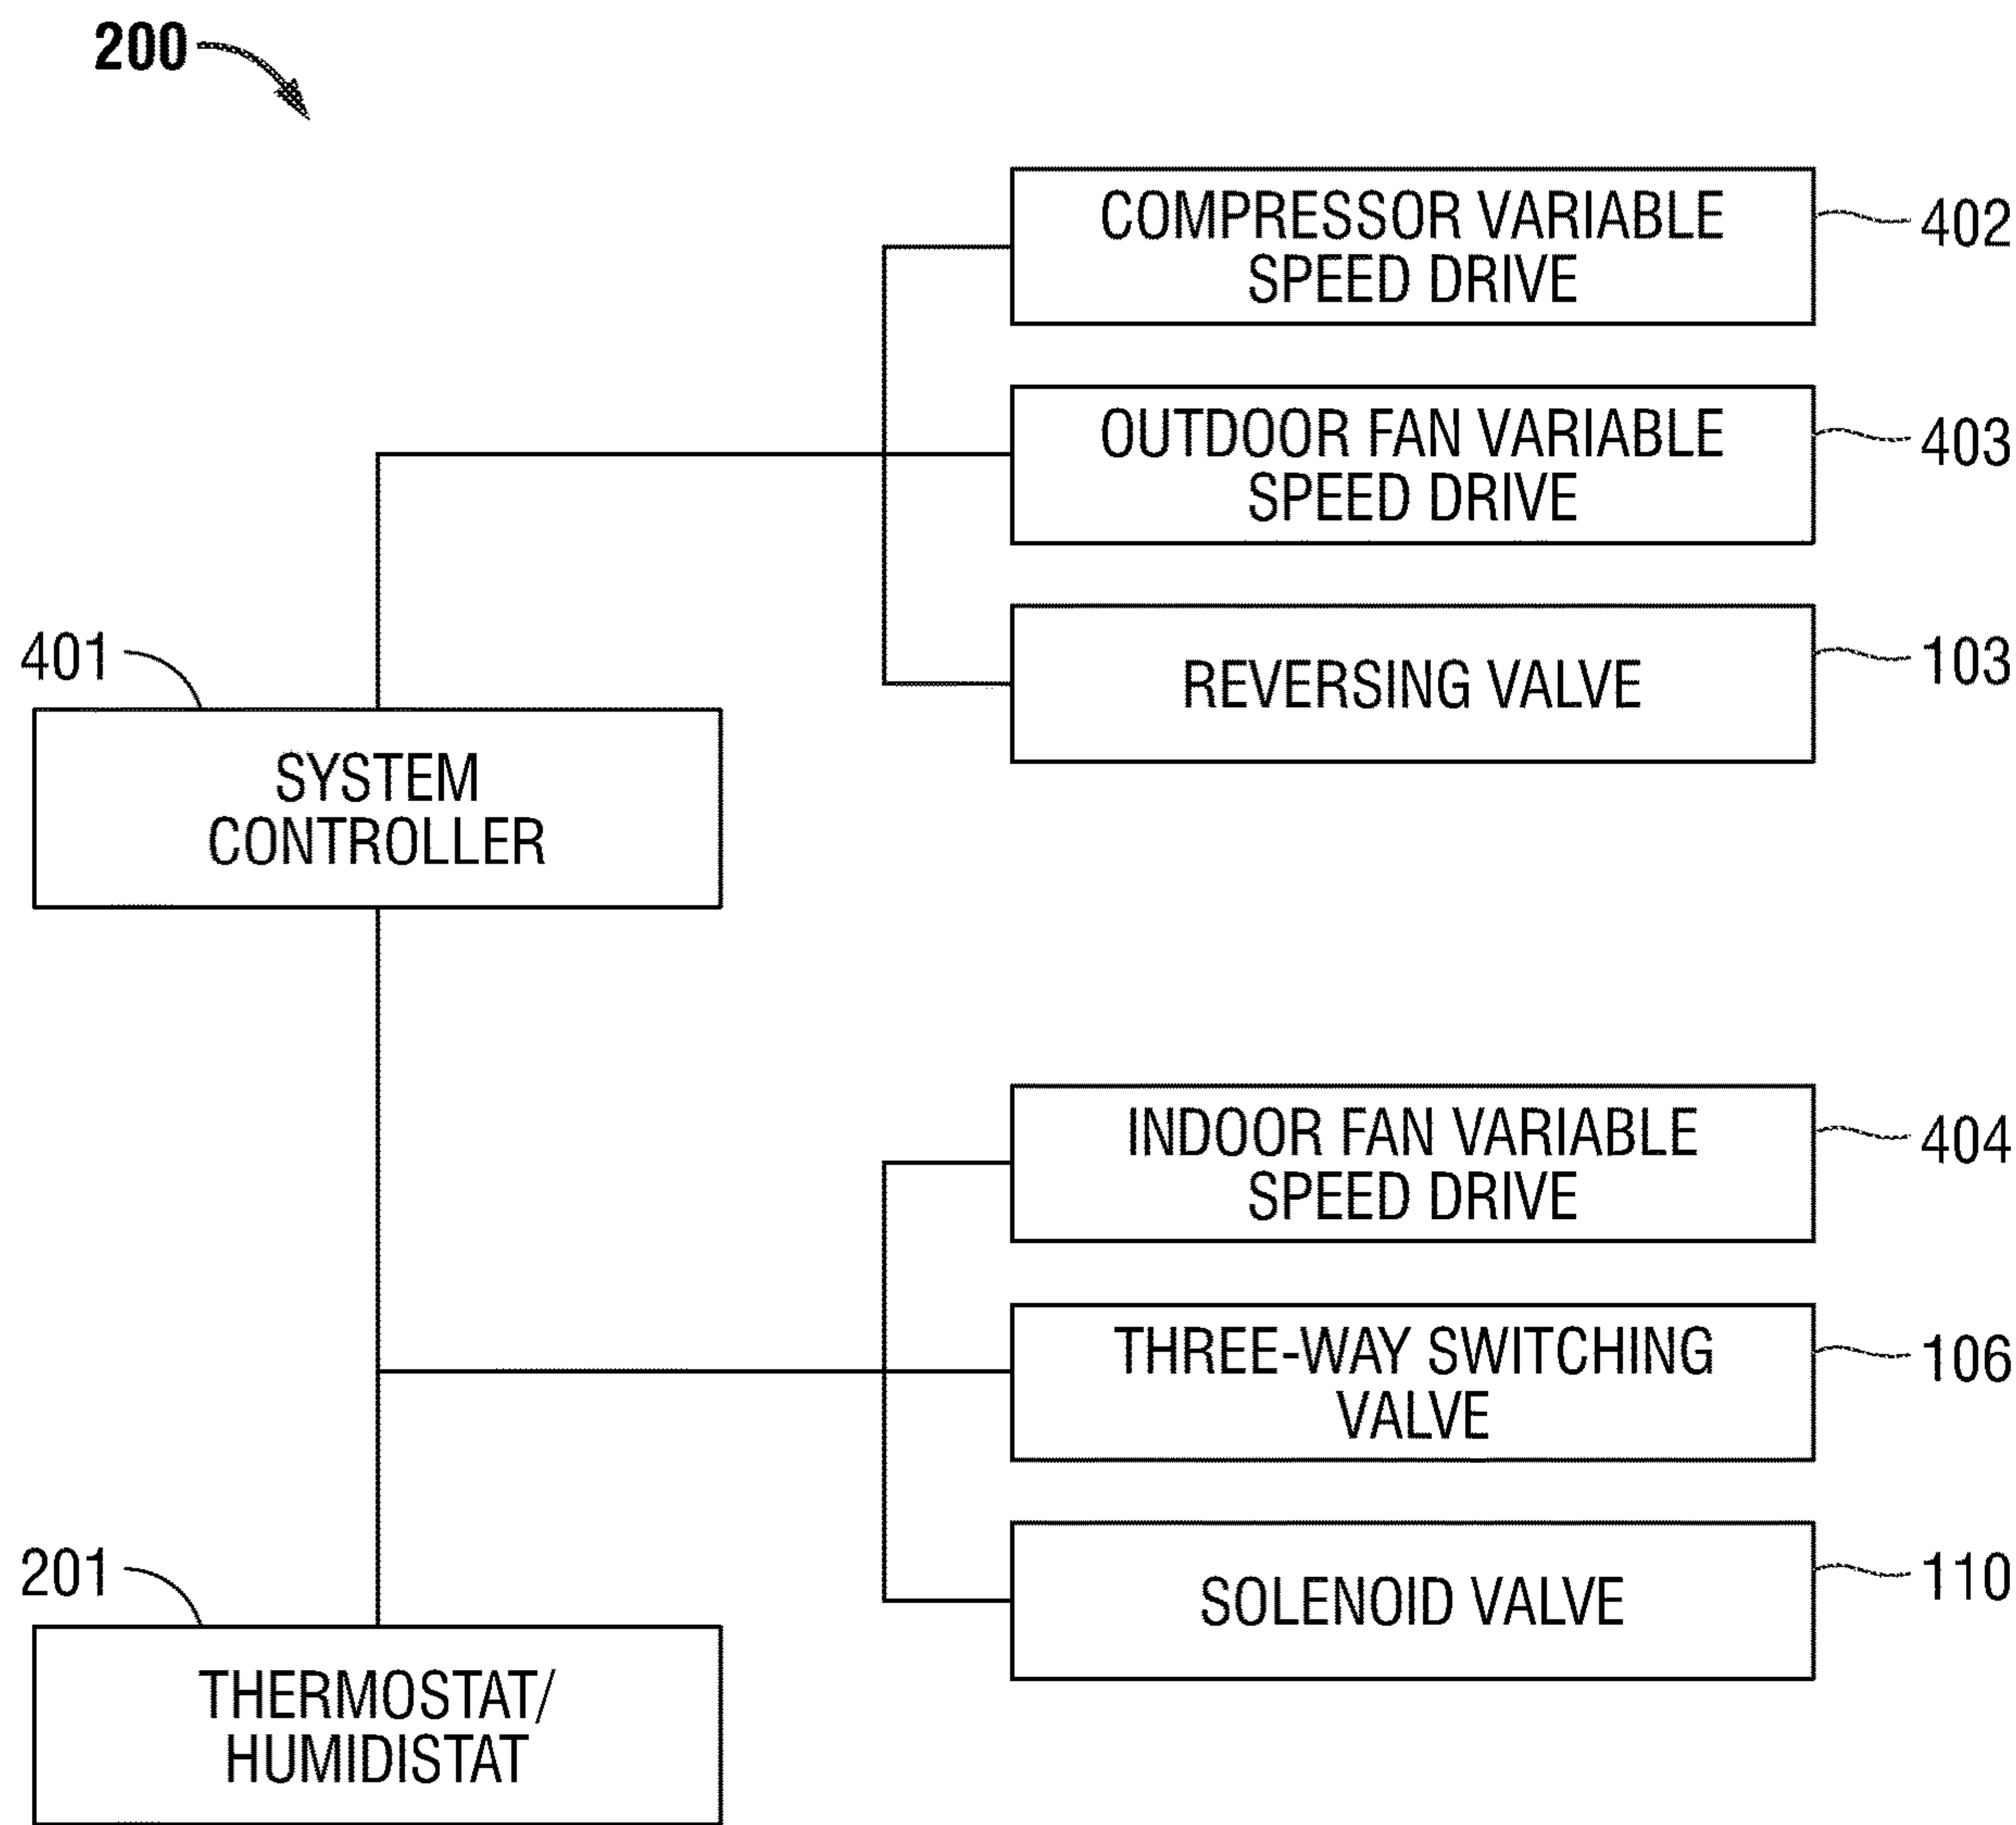 200
COMPRESSOR VARIABLE
SPEED DRIVE
402
OUTDOOR FAN VARIABLE
SPEED DRIVE
403
REVERSING VALVE
103
401
SYSTEM
CONTROLLER
INDOOR FAN VARIABLE
SPEED DRIVE
404
THREE-WAY SWITCHING
VALVE
106
SOLENOID VALVE
110
201
THERMOSTAT/
HUMIDISTAT